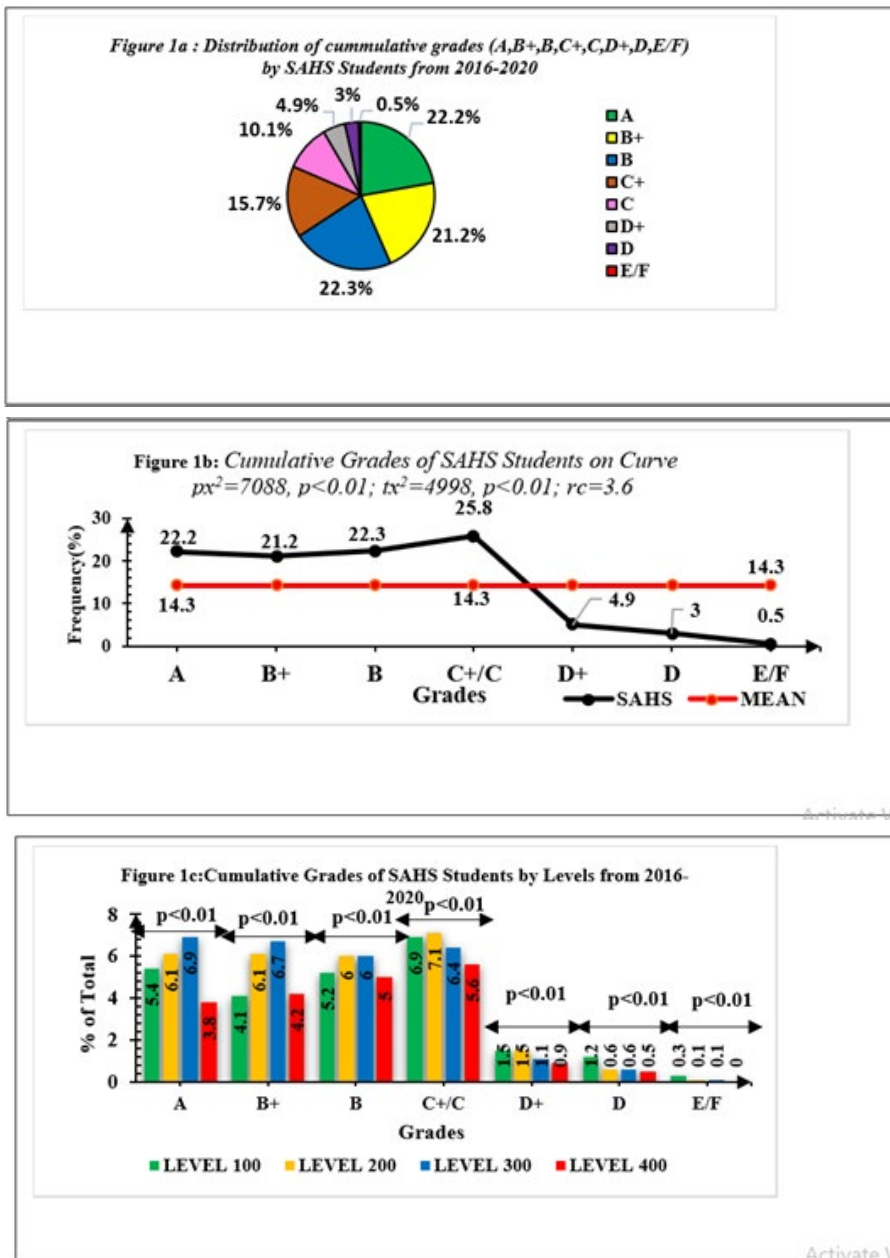 Figure 1a : Distribution of cummulative grades (A,B+,B,C+,C,D+,D,E/F)
by SAHS Students from 2016-2020
3%
0.5%
4.9%
22.2%
10.1%
15.7%
21.2%
22.3%
A
B+
B
C+
C
D+
D
E/F
Figure 1b: Cumulative Grades of SAHS Students on Curve
px²=7088, p<0.01; tx²=4998, p<0.01; rc=3.6
Frequency(%)
30
20
10
0
22.2
21.2
22.3
25.8
4.9
3
0.5
14.3
14.3
14.3
A
B+
B
C+/C
D+
D
E/F
Grades
SAHS
MEAN
Activate W
Figure 1c:Cumulative Grades of SAHS Students by Levels from 2016-
2020
% of Total
8
6
4
2
0
p<0.01
p<0.01
p<0.01
p<0.01
p<0.01
p<0.01
p<0.01
5.4
6.1
6.9
3.8
4.1
6.1
6.7
4.2
5.2
6
6
5
6.9
7.1
6.4
5.6
1.5
1.5
1.1
0.9
1.2
0.6
0.6
0.5
0.3
0.1
0.1
0
A
B+
B
C+/C
D+
D
E/F
Grades
LEVEL 100
LEVEL 200
LEVEL 300
LEVEL 400
Activate W